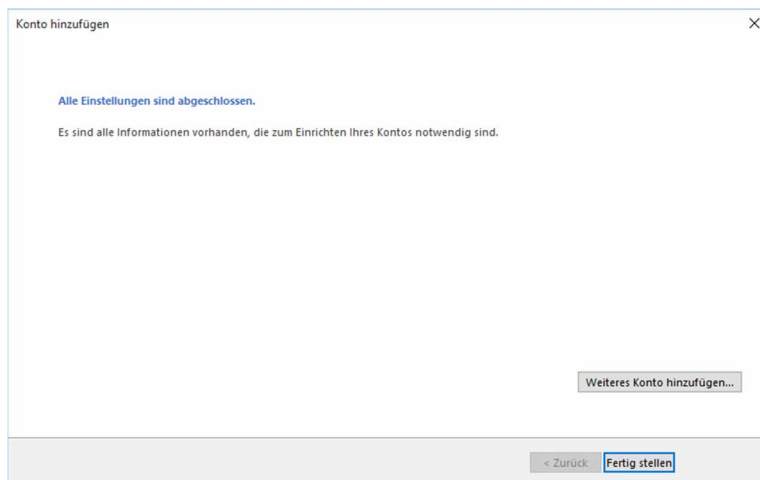 Konto hinzufügen
Alle Einstellungen sind abgeschlossen.
Es sind alle Informationen vorhanden, die zum Einrichten Ihres Kontos notwendig sind.
Weiteres Konto hinzufügen...
< Zurück Fertig stellen